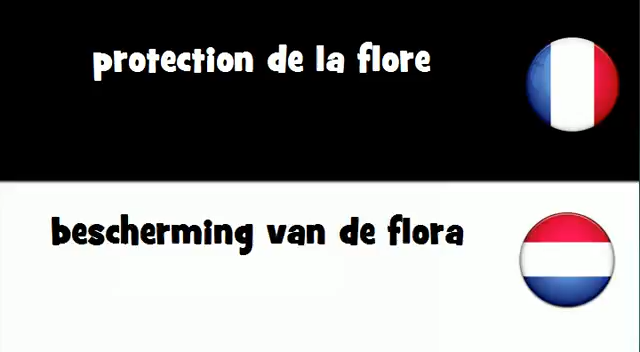 protection de la flore
bescherming van de flora